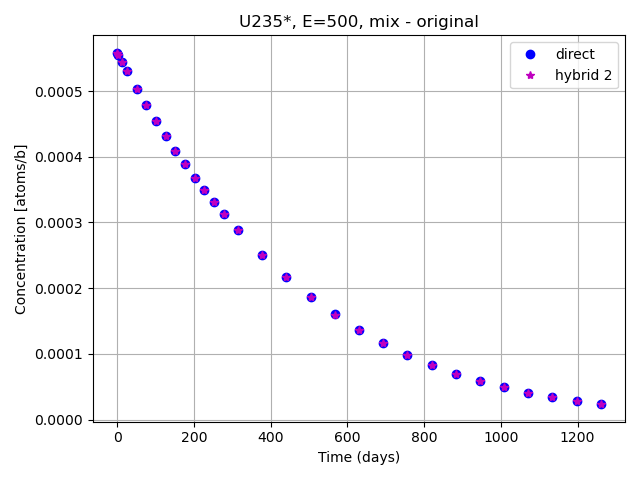 U235*, E=500, mix - original
direct
hybrid 2
0.0005
0.0004
0.0003
0.0002
0.0001
0.0000
Concentration [atoms/b]
0 200 400 600 800 1000 1200
Time (days)